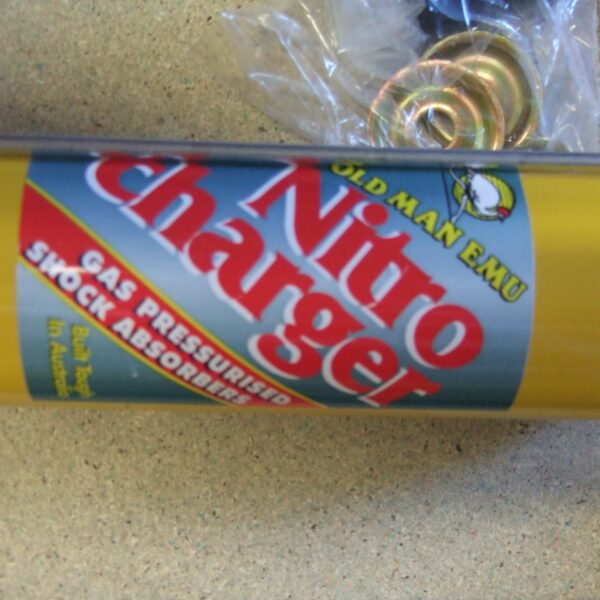 OLD MAN EMU
Nitro
Charger
GAS PRESSURISED
SHOCK ABSORBERS
Built Tough
In Australia